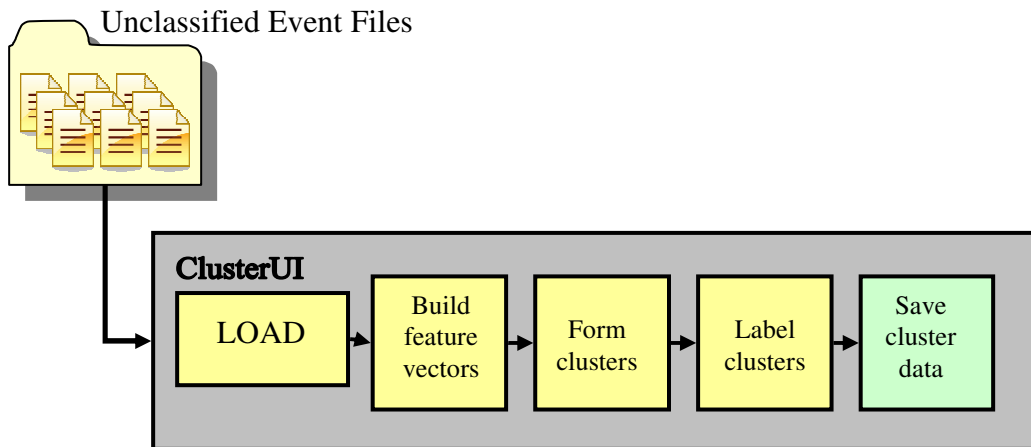 Unclassified Event Files
ClusterUI
LOAD
Build
feature
vectors
Form
clusters
Label
clusters
Save
cluster
data